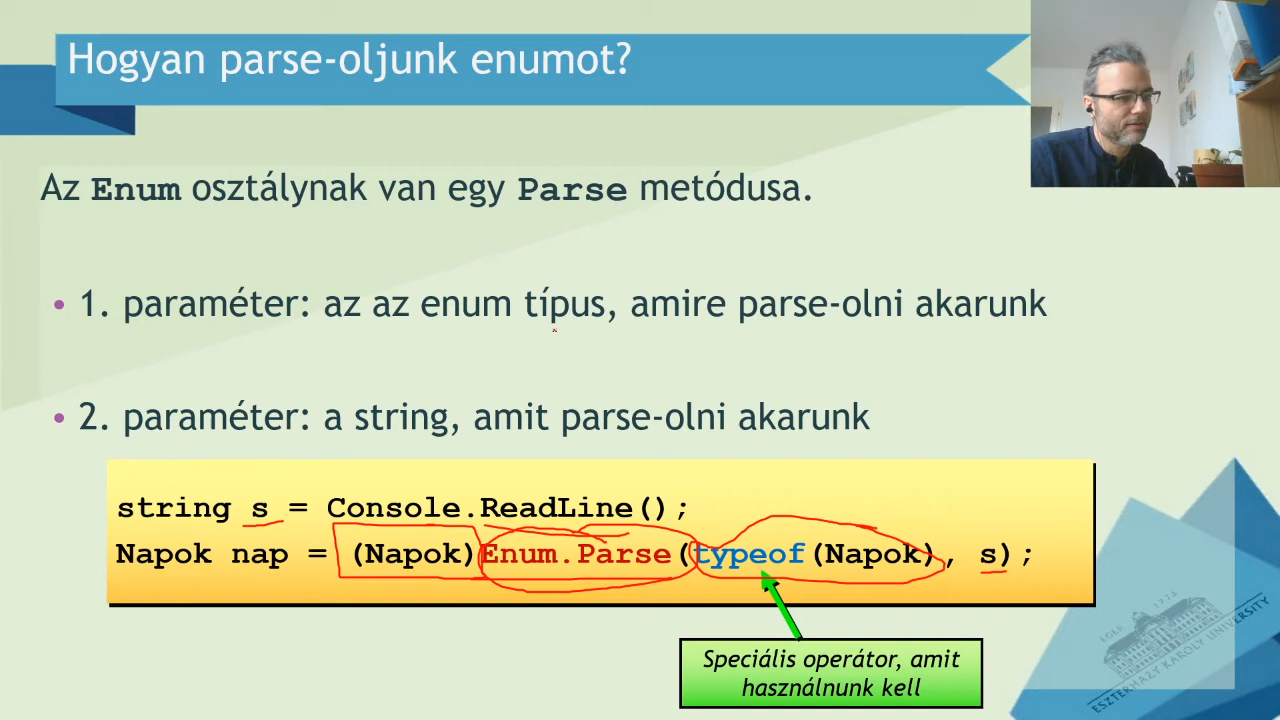 Hogyan parse-oljunk enumot?
Az Enum osztálynak van egy Parse metódusa.
• 1. paraméter: az az enum típus, amire parse-olni akarunk
• 2. paraméter: a string, amit parse-olni akarunk
string s = Console.ReadLine();
Napok nap = (Napok)Enum.Parse(typeof(Napok), s);
Speciális operátor, amit
használnunk kell
ESZTERHÁZY KÁROLY UNIVERSITY